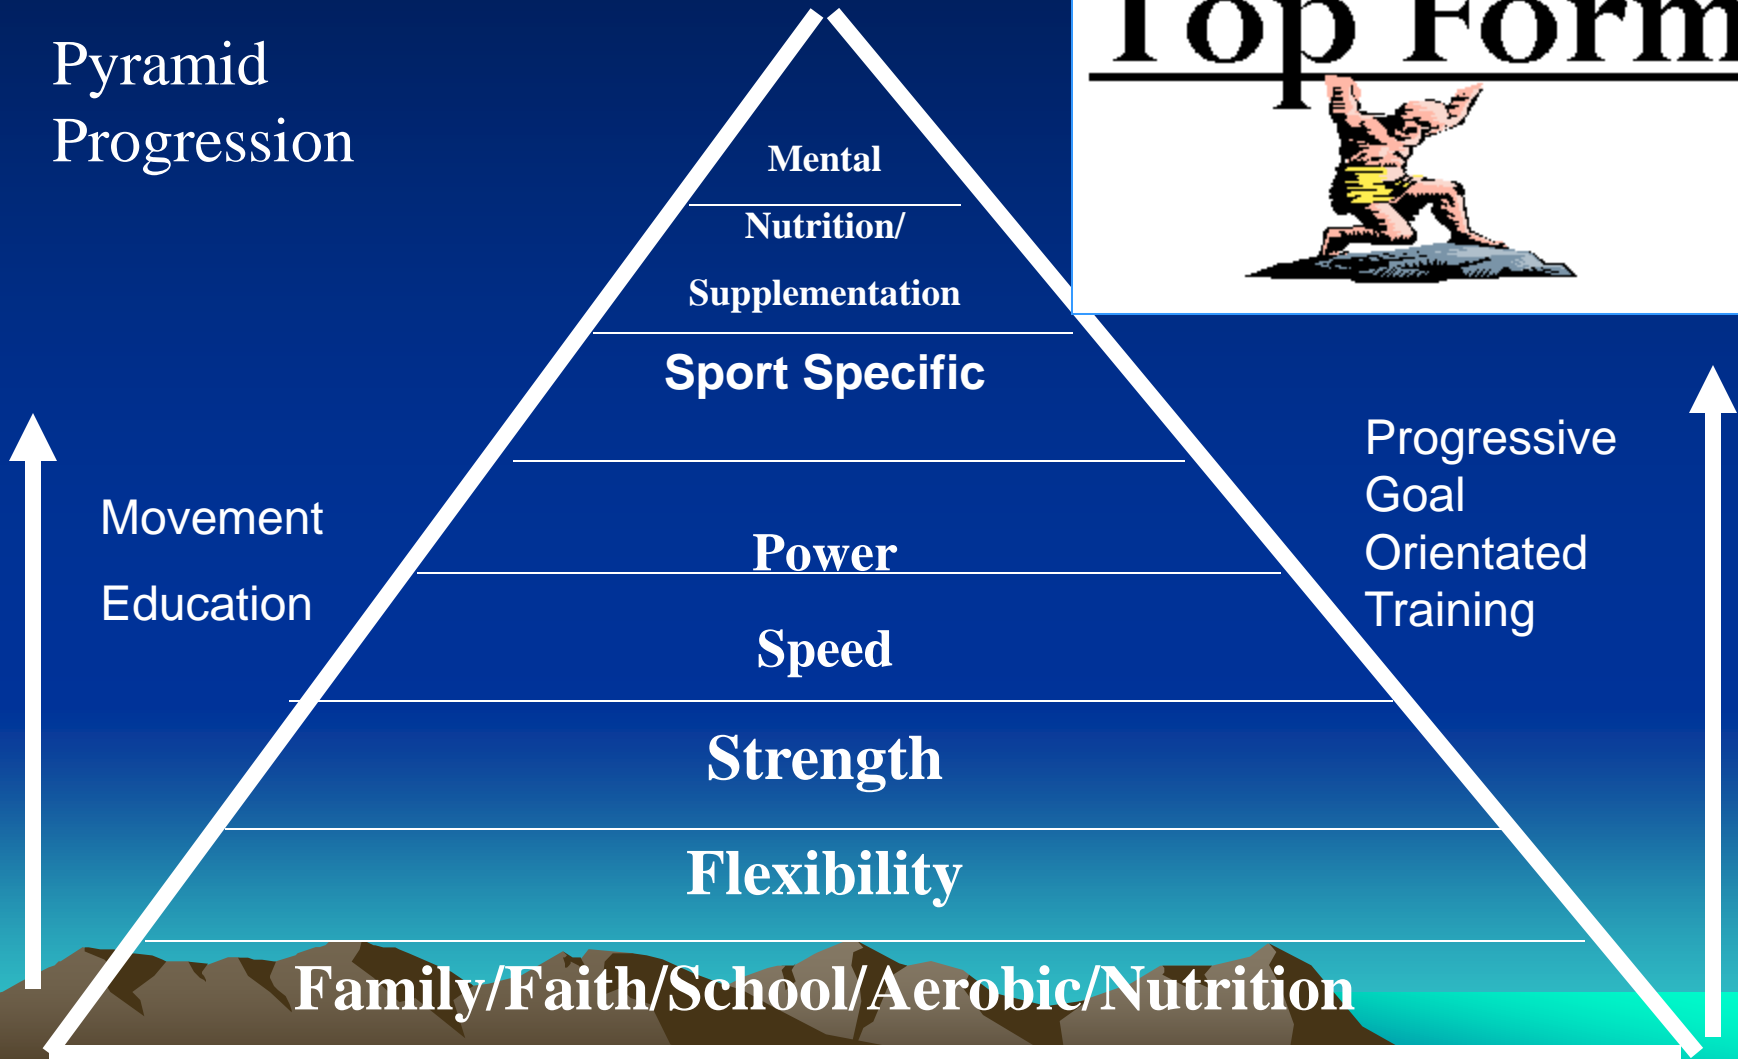 Pyramid
Progression
Top Form
Mental
Nutrition/
Supplementation
Sport Specific
Power
Speed
Strength
Flexibility
Family/Faith/School/Aerobic/Nutrition
Movement
Education
Progressive
Goal
Orientated
Training